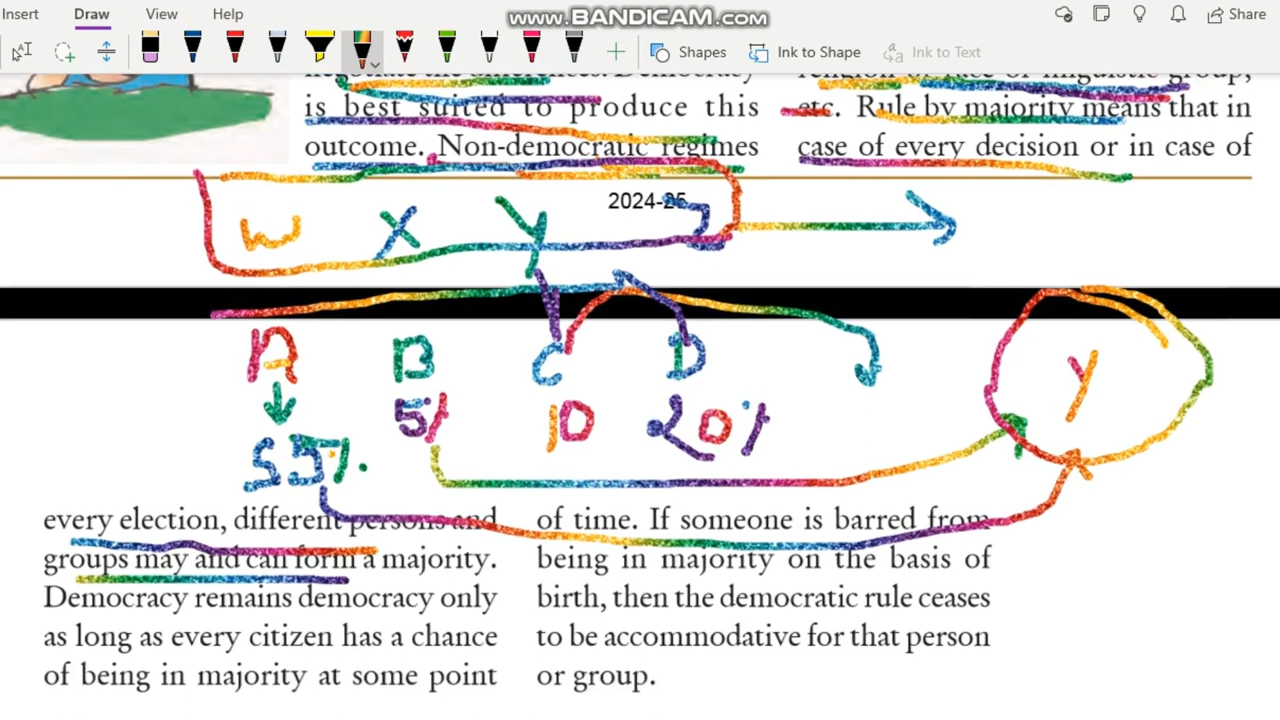 Insert Draw View Help
www.BANDICAM.com
Share
Shapes Ink to Shape Ink to Text
is best suited to produce this
outcome. Non-democratic regimes
etc. Rule by majority means that in
case of every decision or in case of
2024-25
W X Y Z
A B C D
Y
55%. 5% 10 20%
every election, different persons and
groups may and can form a majority.
Democracy remains democracy only
as long as every citizen has a chance
of being in majority at some point
of time. If someone is barred from
being in majority on the basis of
birth, then the democratic rule ceases
to be accommodative for that person
or group.